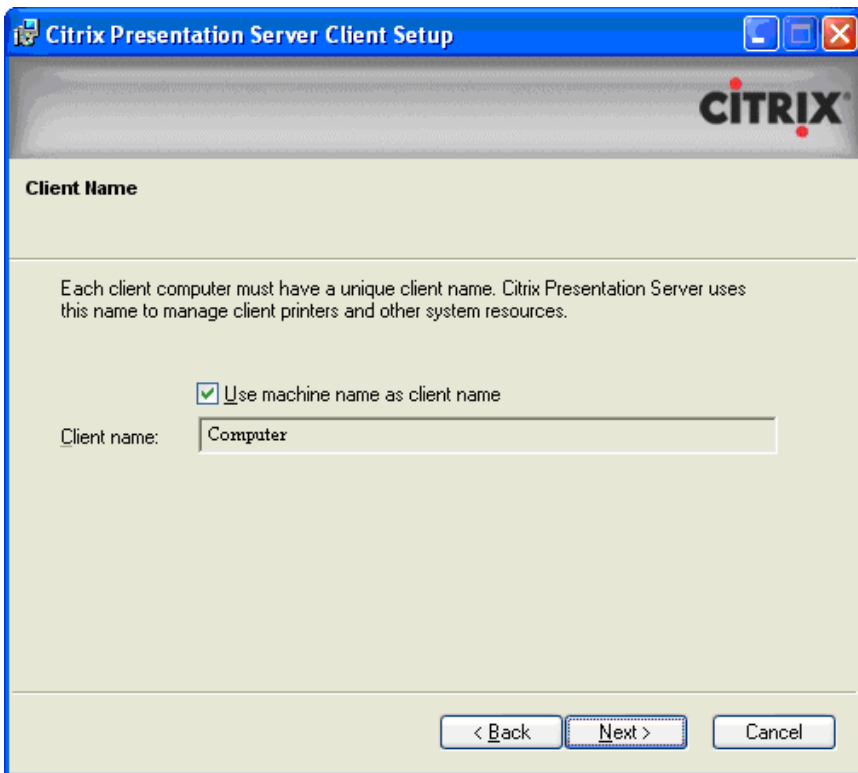 Citrix Presentation Server Client Setup
CITRIX®
Client Name
Each client computer must have a unique client name. Citrix Presentation Server uses
this name to manage client printers and other system resources.
Use machine name as client name
Client name: Computer
< Back Next > Cancel